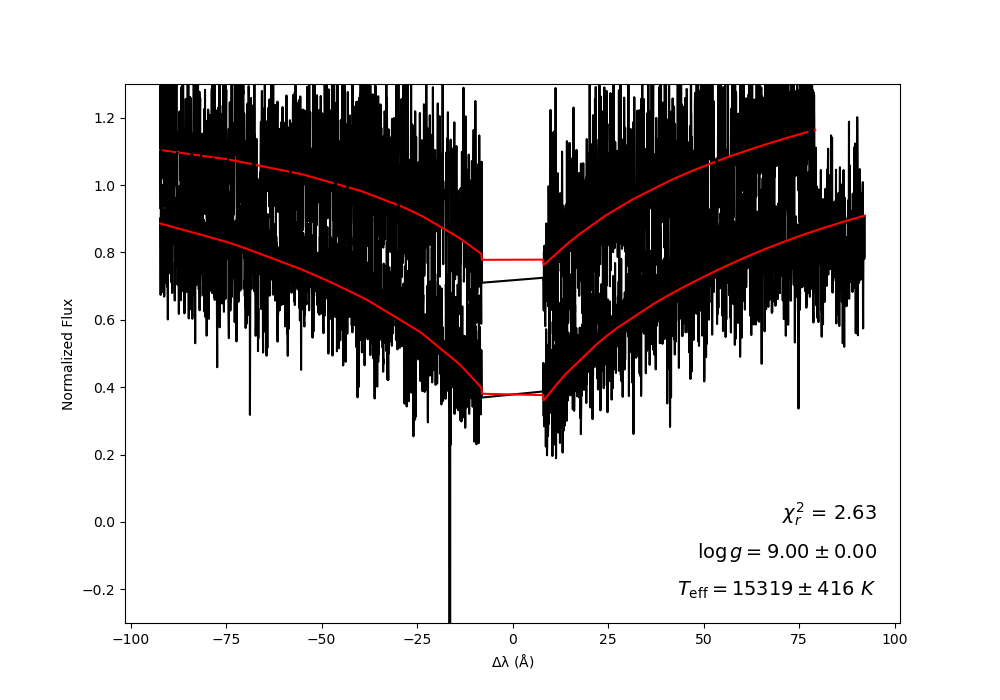 1.2
1.0
0.8
0.6
0.4
0.2
0.0
−0.2
Normalized Flux
χ²ᵣ = 2.63
log g = 9.00 ± 0.00
T_eff = 15319 ± 416 K
−100 −75 −50 −25 0 25 50 75 100
Δλ (Å)